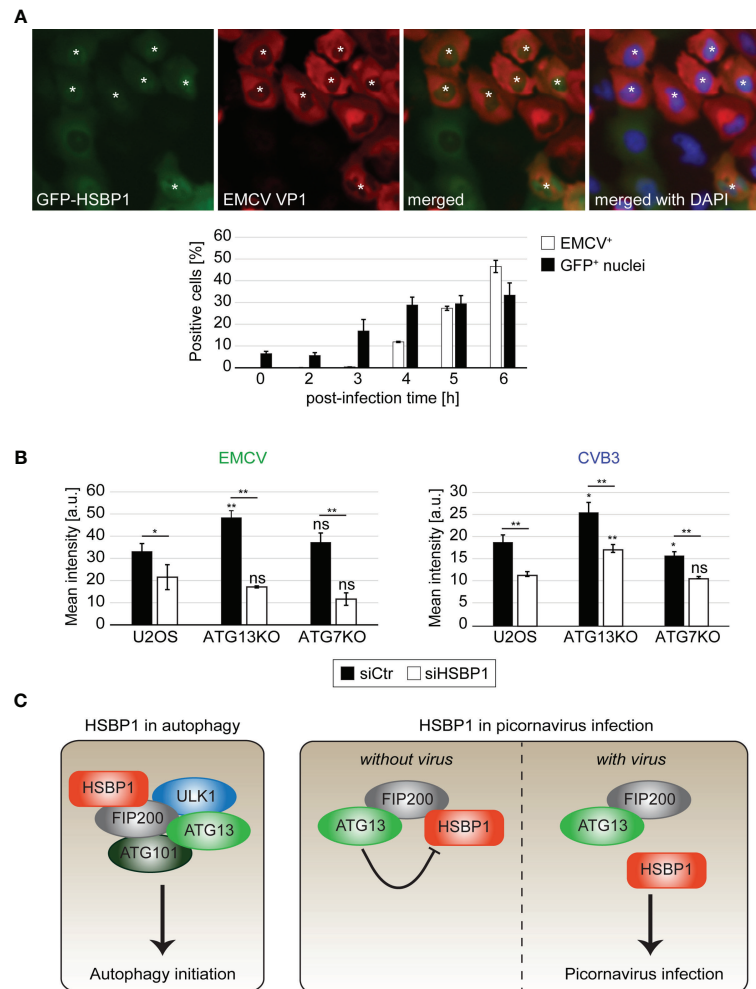 A
GFP-HSBP1
EMCV VP1
merged
merged with DAPI
Positive cells [%]
60
50
40
30
20
10
0
0 2 3 4 5 6
post-infection time [h]
EMCV⁺
GFP⁺ nuclei
B
EMCV
Mean intensity [a.u.]
60
50
40
30
20
10
0
* ** ** ns ns **  ns
U2OS ATG13KO ATG7KO
CVB3
Mean intensity [a.u.]
30
25
20
15
10
5
0
** * ** ** * ** ns
U2OS ATG13KO ATG7KO
siCtr siHSBP1
C
HSBP1 in autophagy
HSBP1
ULK1
FIP200
ATG13
ATG101
Autophagy initiation
HSBP1 in picornavirus infection
without virus
FIP200
ATG13
HSBP1
with virus
FIP200
ATG13
HSBP1
Picornavirus infection